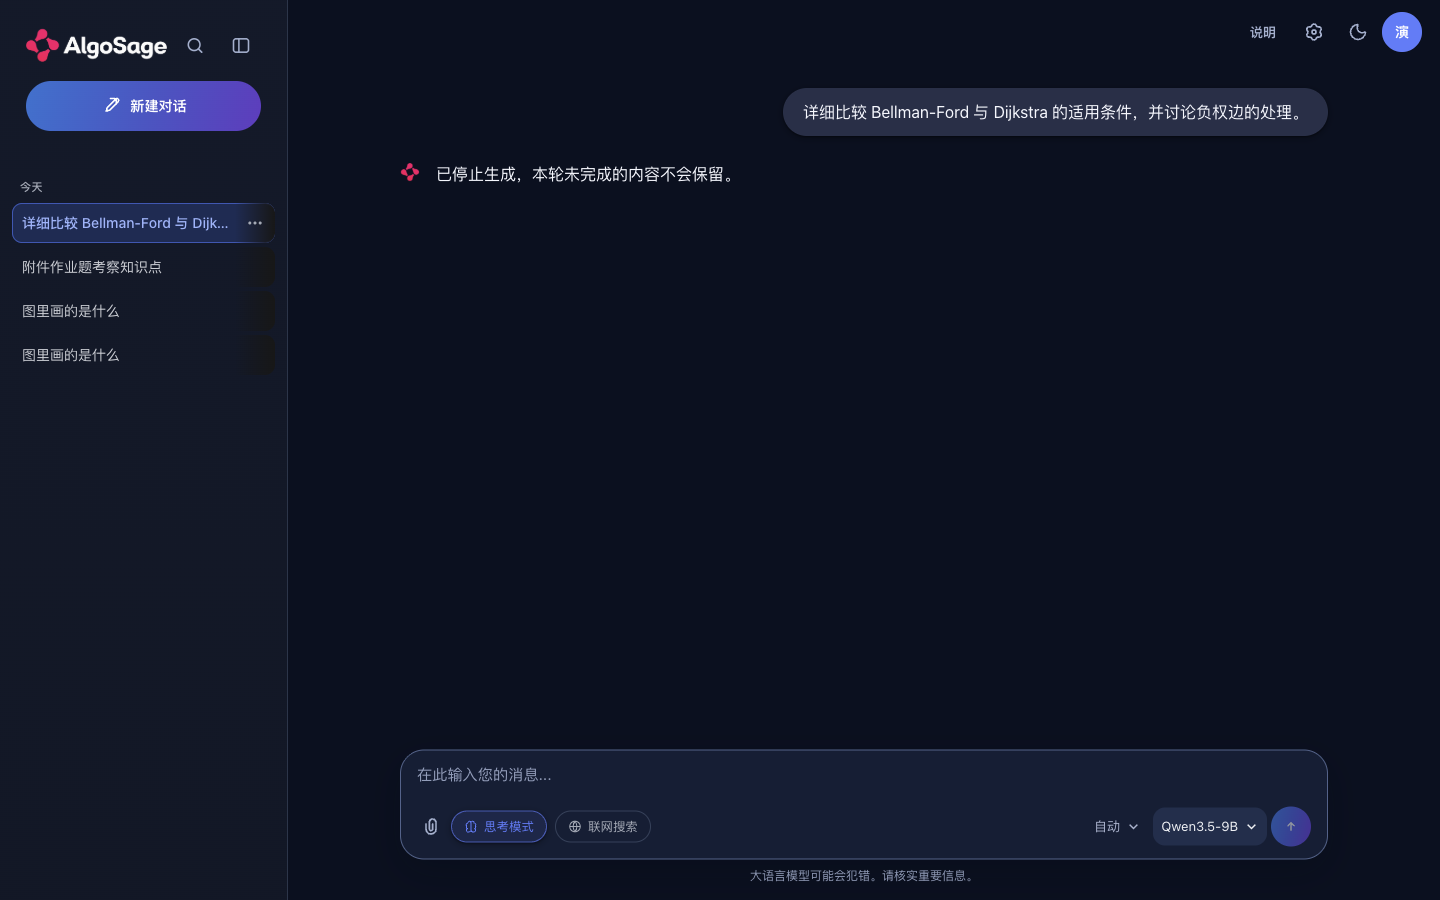 AlgoSage
新建对话
今天
详细比较 Bellman-Ford 与 Dijk...
附件作业题考察知识点
图里画的是什么
图里画的是什么
说明
演
详细比较 Bellman-Ford 与 Dijkstra 的适用条件，并讨论负权边的处理。
已停止生成，本轮未完成的内容不会保留。
在此输入您的消息...
思考模式
联网搜索
自动
Qwen3.5-9B
大语言模型可能会犯错。请核实重要信息。